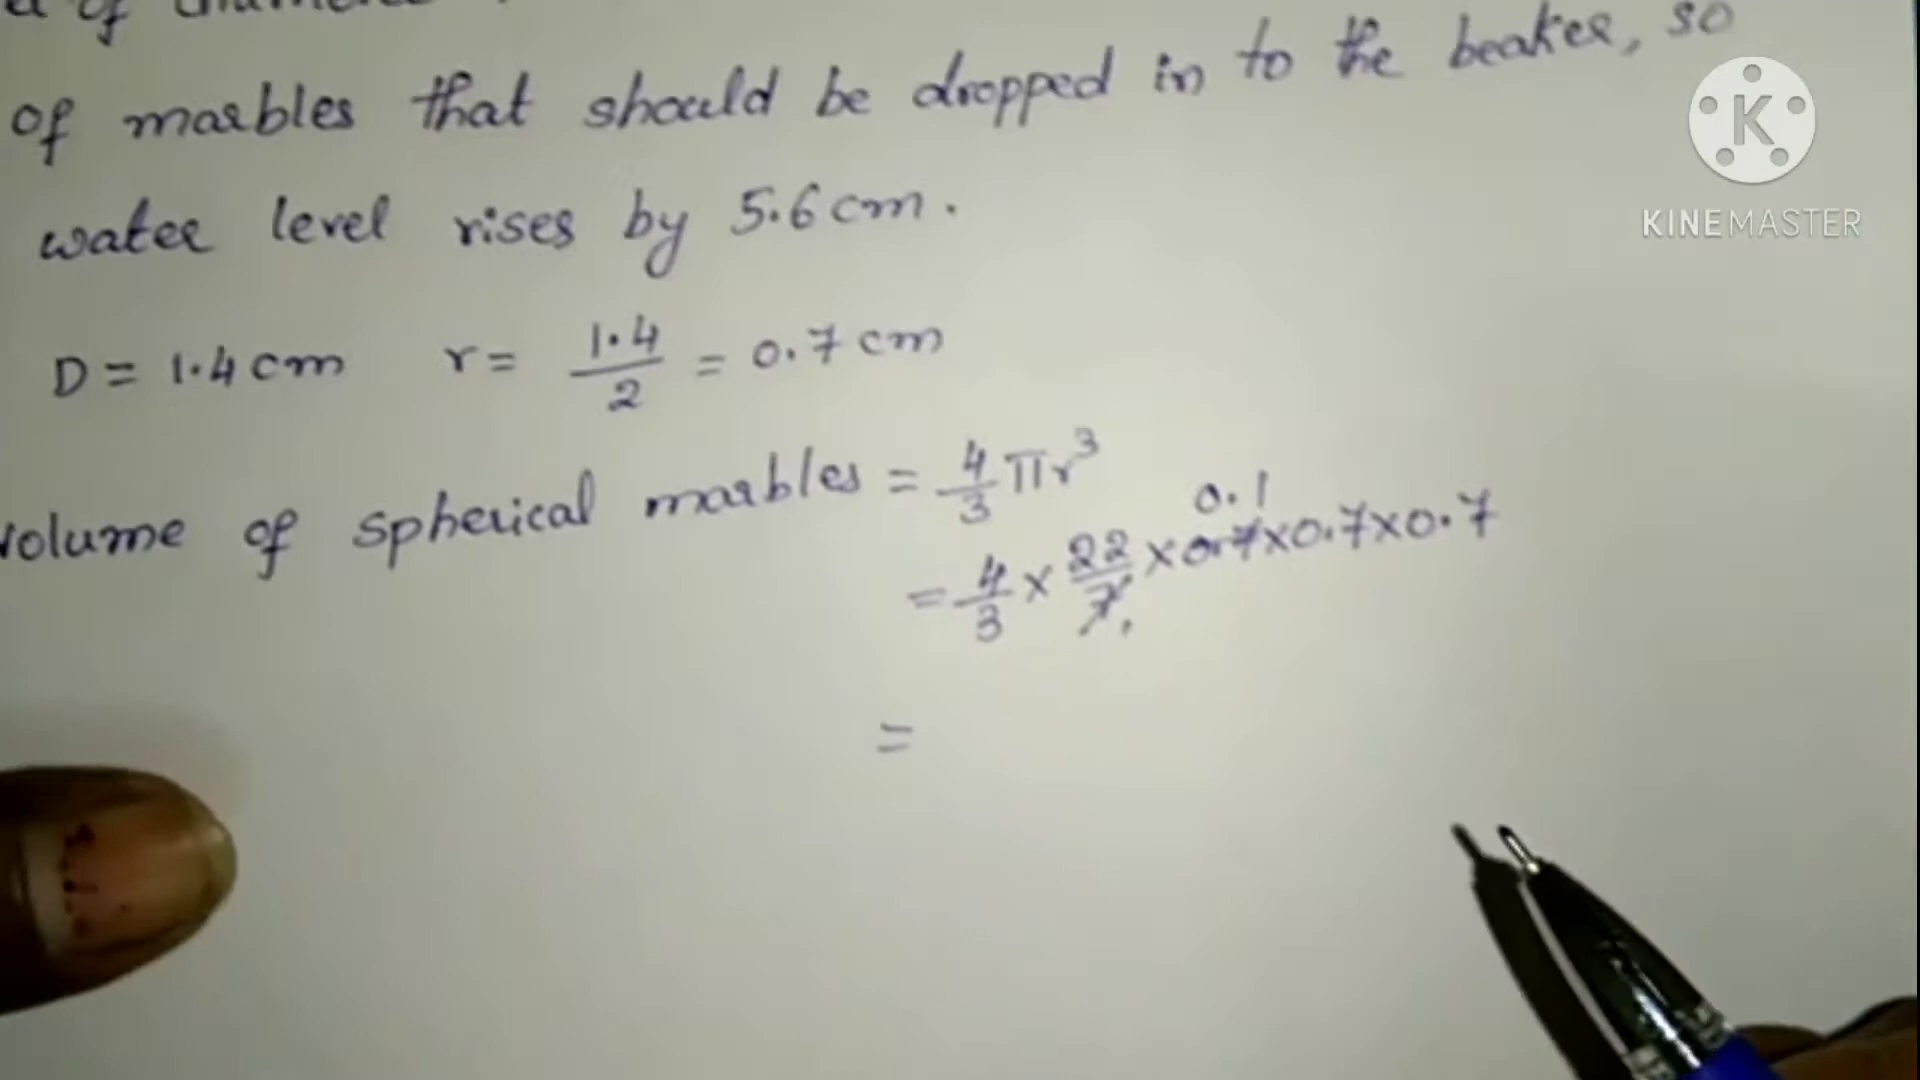 of
of marbles that should be dropped in to the beaker, so
water level rises by 5.6 cm.
D = 1.4 cm r = 1.4/2 = 0.7 cm
Volume of spherical marbles = 4/3 πr³
0.1
= 4/3 × 22/7 × 0.7 × 0.7 × 0.7
=
K
KINEMASTER